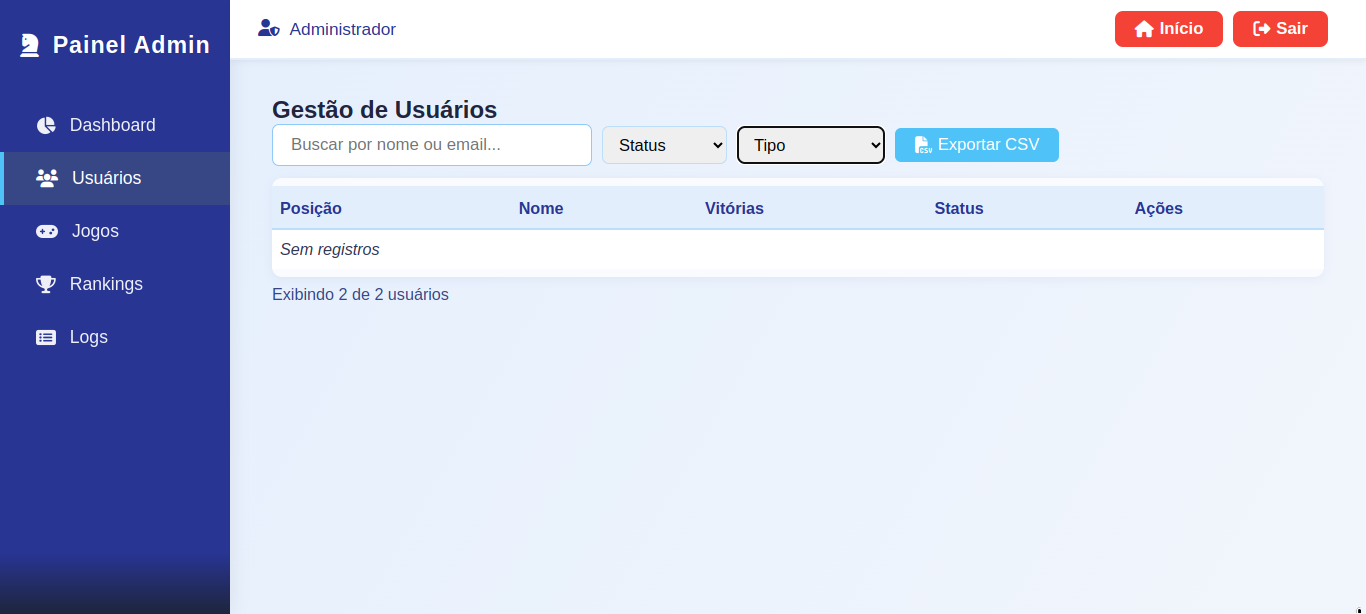 Painel Admin
Administrador
Início
Sair
Dashboard
Usuários
Jogos
Rankings
Logs
Gestão de Usuários
Buscar por nome ou email...
Status
Tipo
CSV Exportar CSV
Posição Nome Vitórias Status Ações
Sem registros
Exibindo 2 de 2 usuários